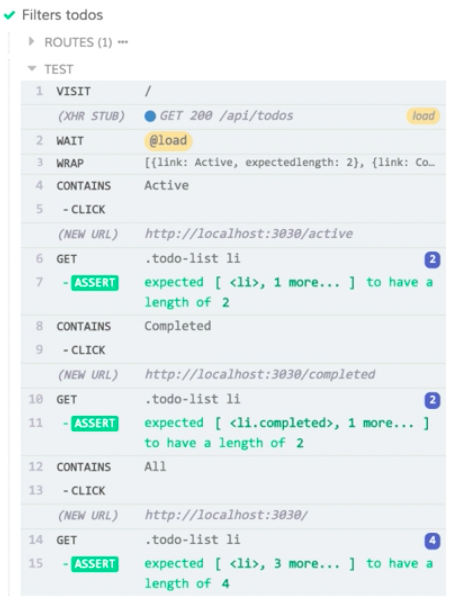 Filters todos
ROUTES (1) •••
TEST
1 VISIT /
(XHR STUB) GET 200 /api/todos load
2 WAIT @load
3 WRAP [{link: Active, expectedlength: 2}, {link: Co…
4 CONTAINS Active
5 - CLICK
(NEW URL) http://localhost:3030/active
6 GET .todo-list li 2
7 - ASSERT expected [ <li>, 1 more... ] to have a
length of 2
8 CONTAINS Completed
9 - CLICK
(NEW URL) http://localhost:3030/completed
10 GET .todo-list li 2
11 - ASSERT expected [ <li.completed>, 1 more... ]
to have a length of 2
12 CONTAINS All
13 - CLICK
(NEW URL) http://localhost:3030/
14 GET .todo-list li 4
15 - ASSERT expected [ <li>, 3 more... ] to have a
length of 4